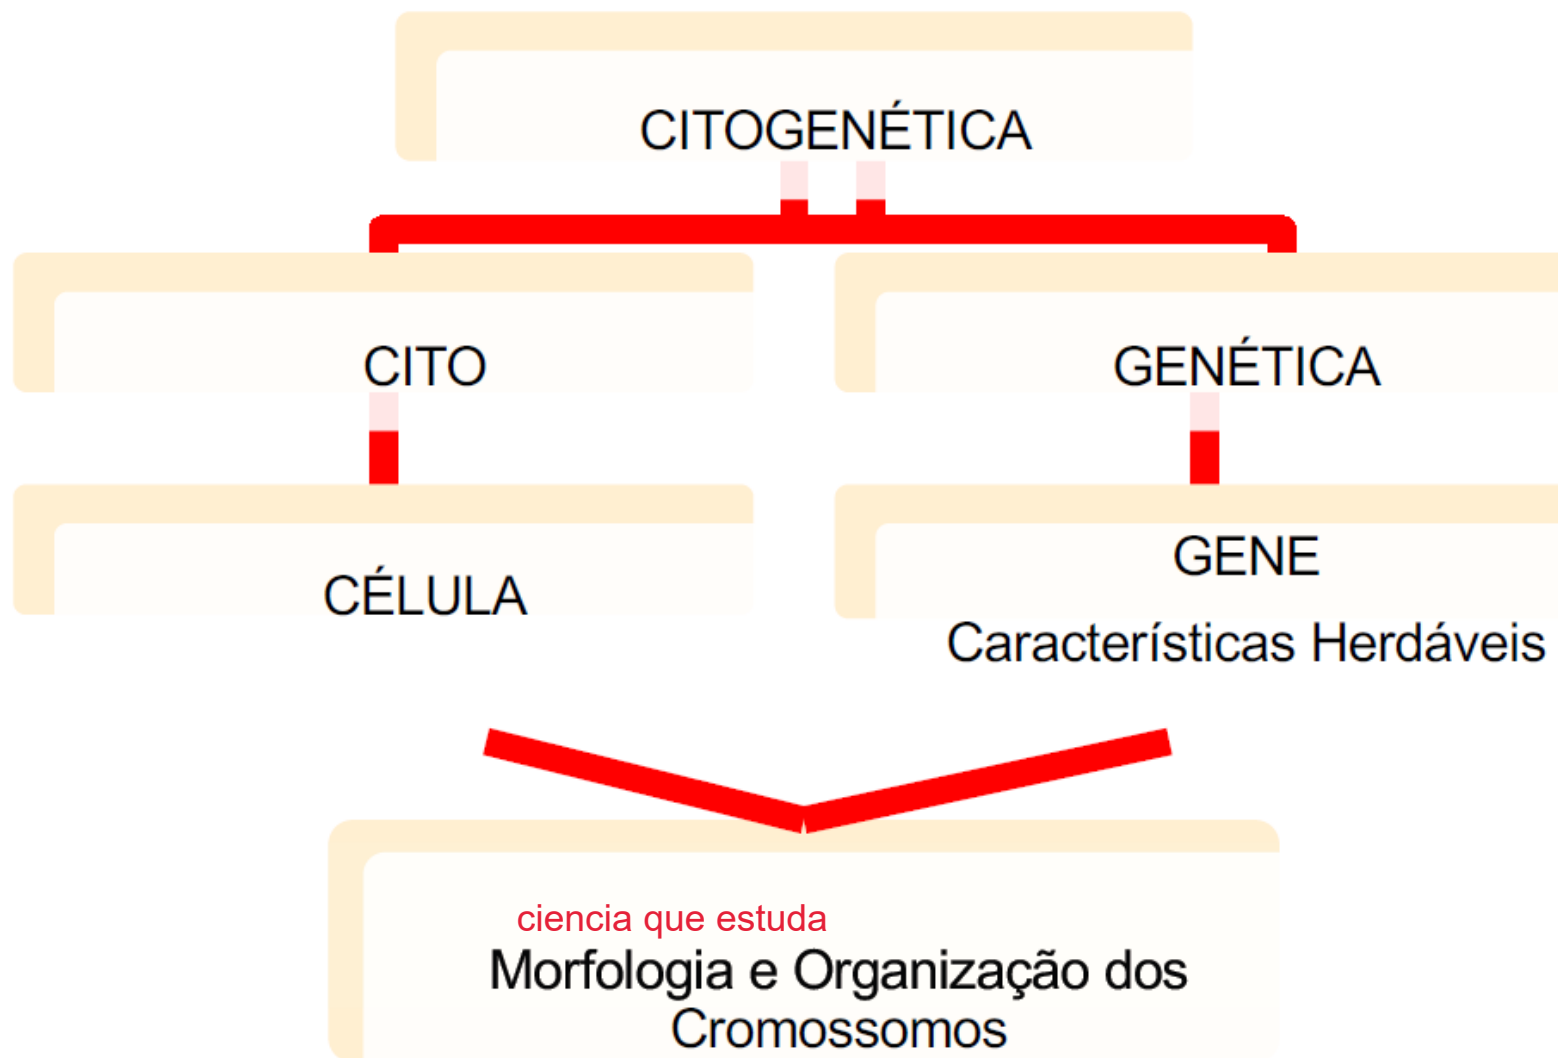 CITOGENÉTICA
CITO
GENÉTICA
CÉLULA
GENE
Características Herdáveis
ciencia que estuda
Morfologia e Organização dos
Cromossomos